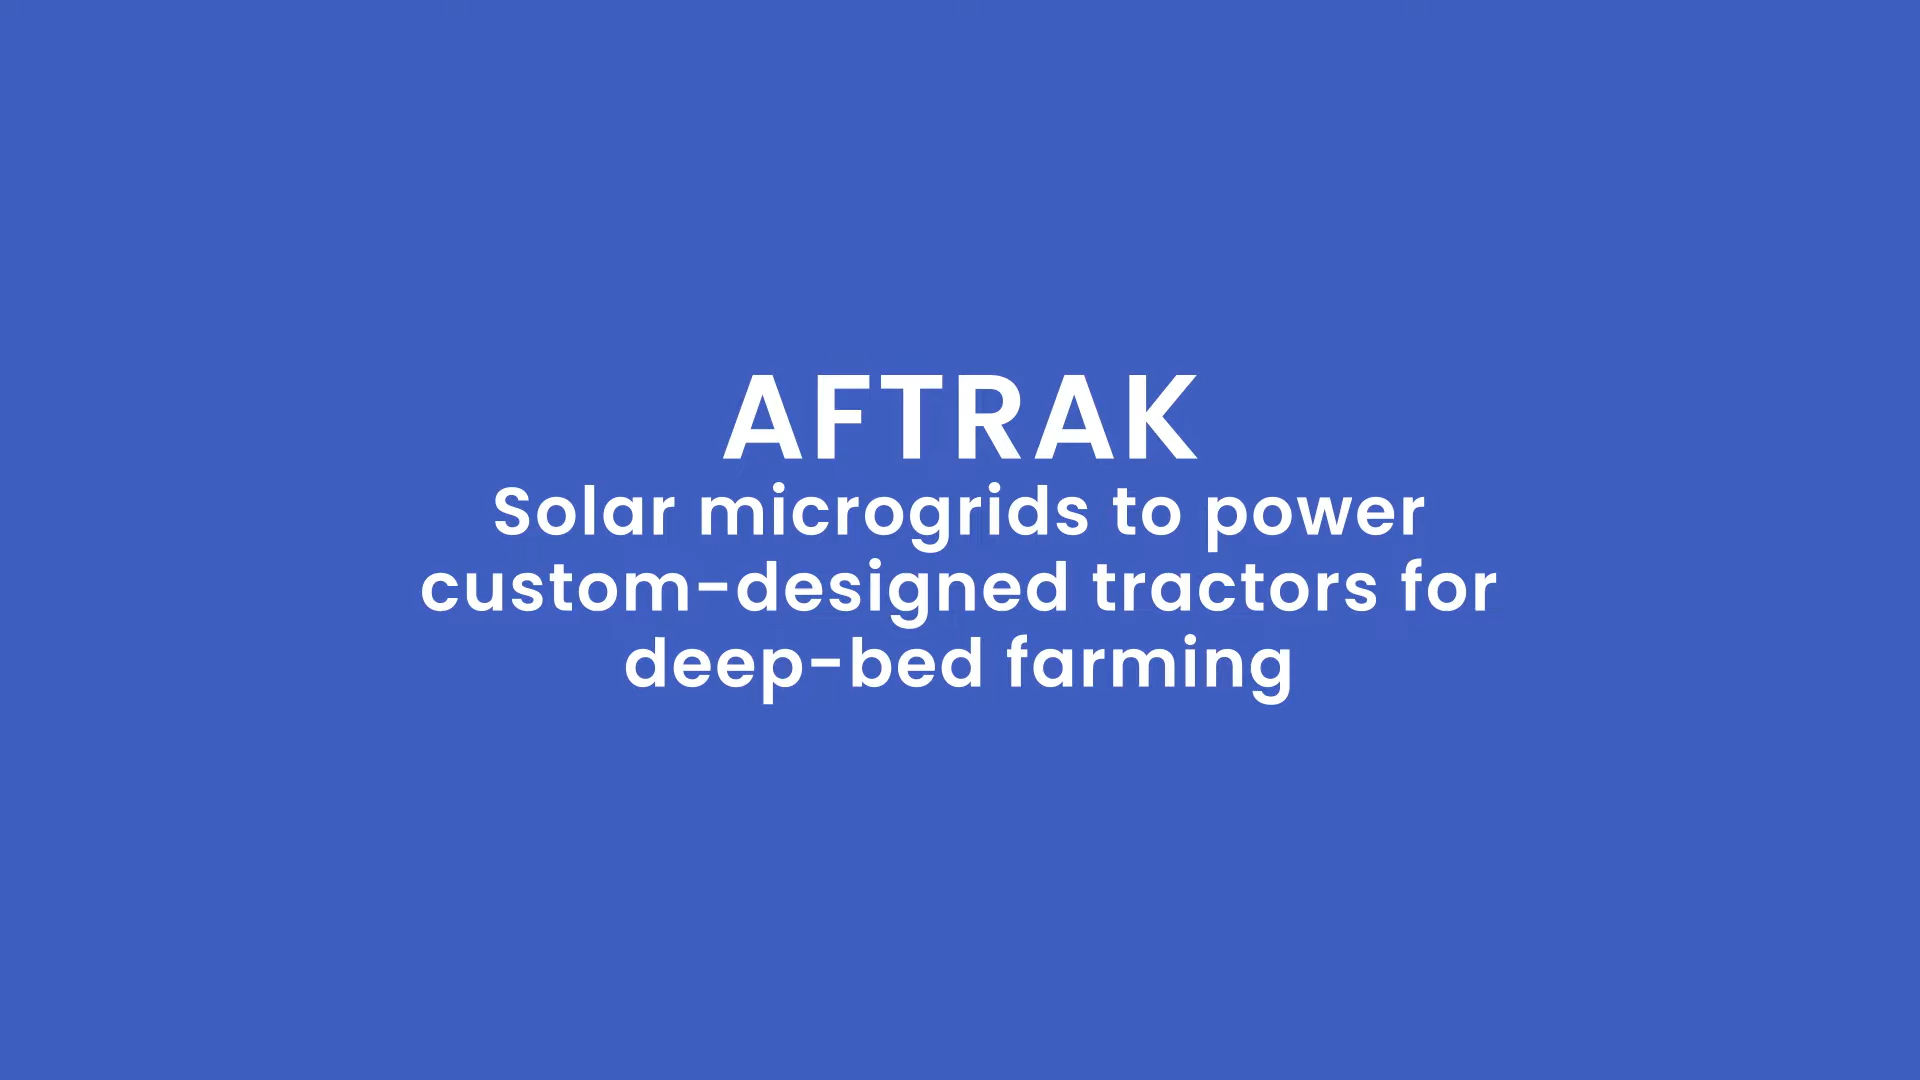 AFTRAK
Solar microgrids to power
custom-designed tractors for
deep-bed farming